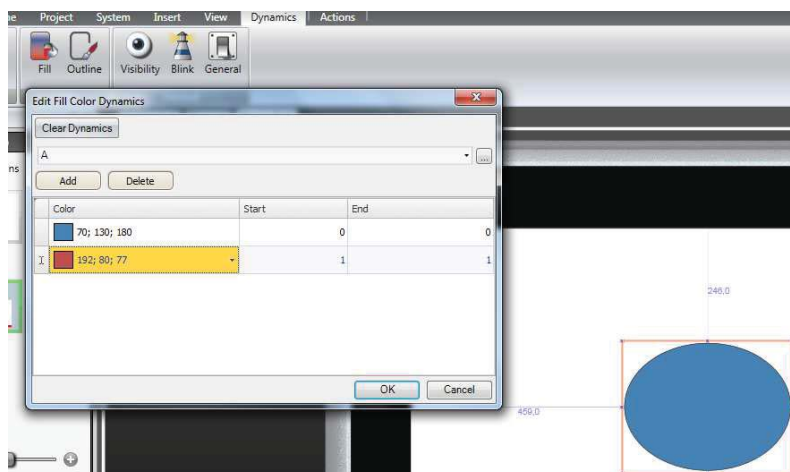 Project System Insert View Dynamics Actions
Fill Outline Visibility Blink General
Edit Fill Color Dynamics
Clear Dynamics
A
...
Add Delete
Color Start End
70; 130; 180 0 0
192; 80; 77 1 1
OK Cancel
246,0
459,0